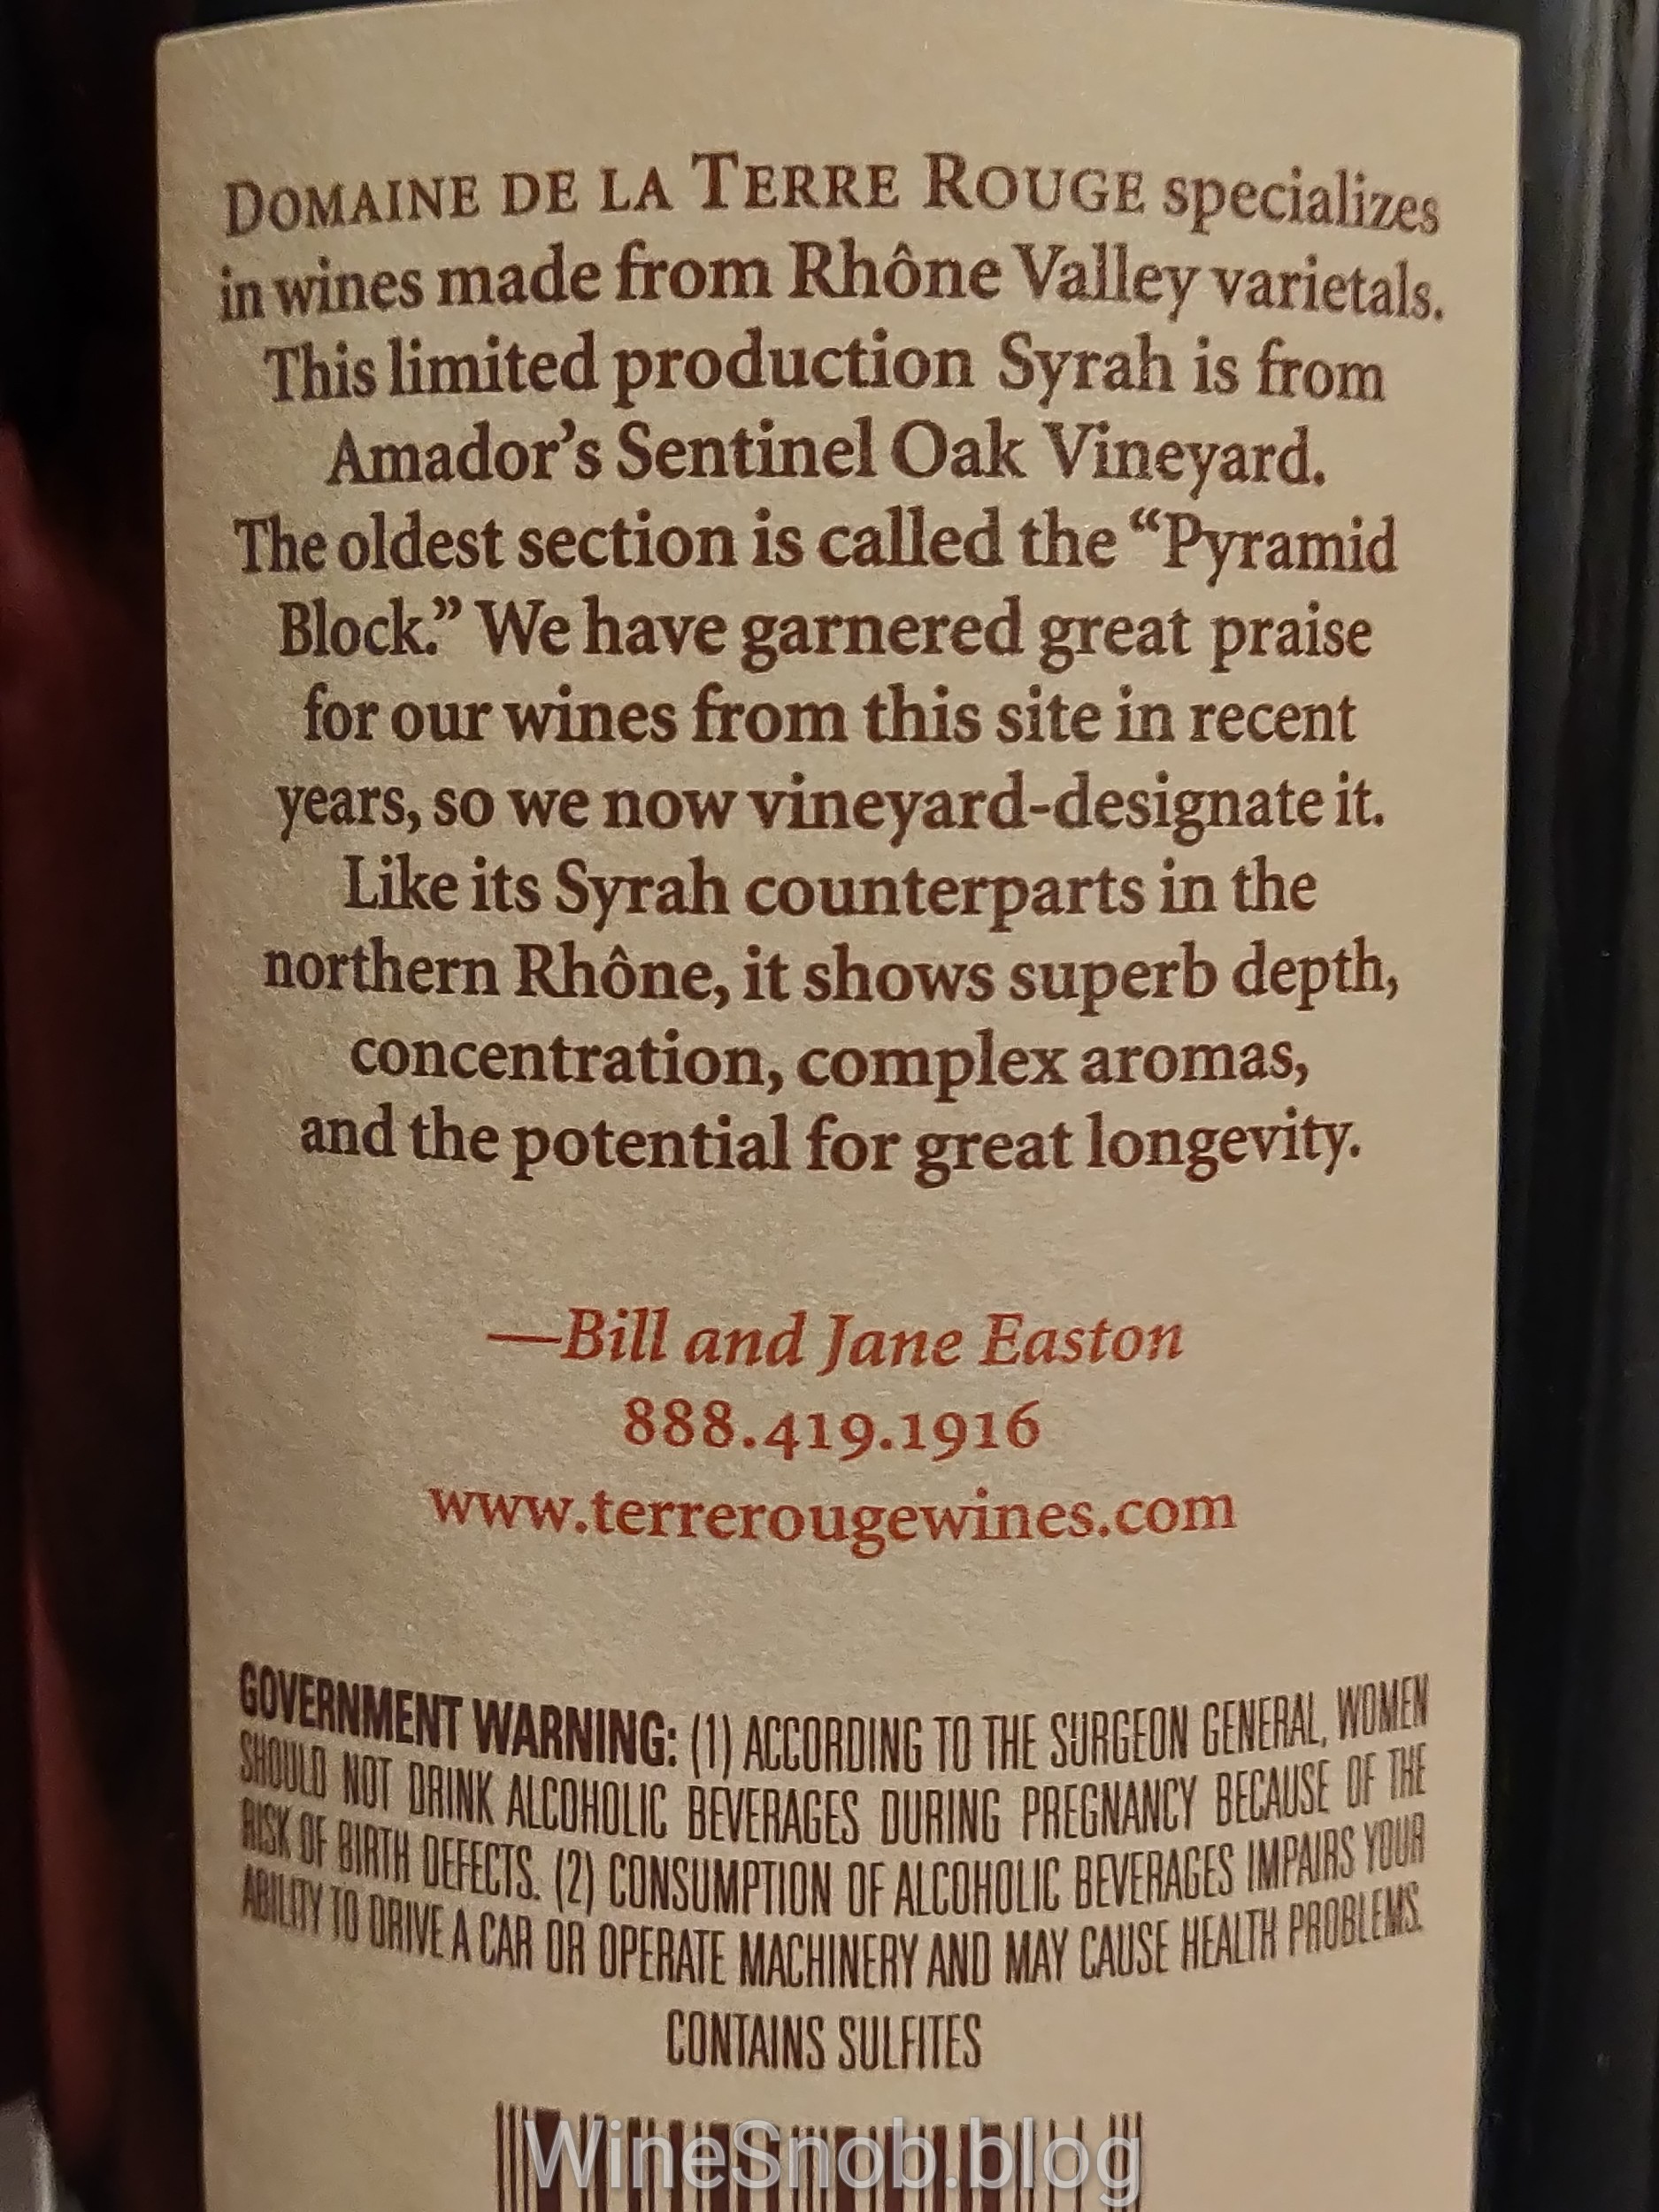 DOMAINE DE LA TERRE ROUGE specializes
in wines made from Rhône Valley varietals.
This limited production Syrah is from
Amador’s Sentinel Oak Vineyard.
The oldest section is called the “Pyramid
Block.” We have garnered great praise
for our wines from this site in recent
years, so we now vineyard-designate it.
Like its Syrah counterparts in the
northern Rhône, it shows superb depth,
concentration, complex aromas,
and the potential for great longevity.
—Bill and Jane Easton
888.419.1916
www.terrerougewines.com
GOVERNMENT WARNING: (1) ACCORDING TO THE SURGEON GENERAL, WOMEN
SHOULD NOT DRINK ALCOHOLIC BEVERAGES DURING PREGNANCY BECAUSE OF THE
RISK OF BIRTH DEFECTS. (2) CONSUMPTION OF ALCOHOLIC BEVERAGES IMPAIRS YOUR
ABILITY TO DRIVE A CAR OR OPERATE MACHINERY AND MAY CAUSE HEALTH PROBLEMS.
CONTAINS SULFITES
WineSnob.blog